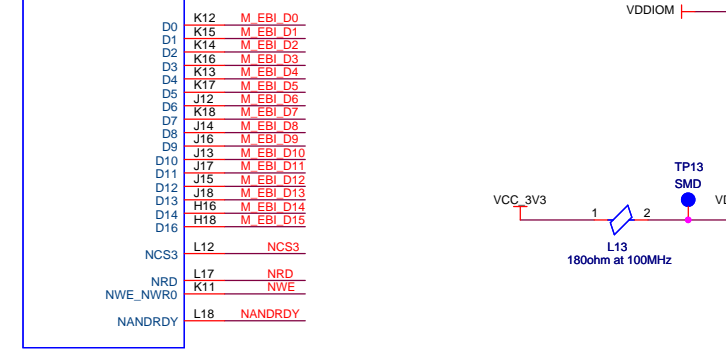 VDDIOM
D0 K12 M_EBI_D0
D1 K15 M_EBI_D1
D2 K14 M_EBI_D2
D3 K16 M_EBI_D3
D4 K13 M_EBI_D4
D5 K17 M_EBI_D5
D6 J12 M_EBI_D6
D7 K18 M_EBI_D7
D8 J14 M_EBI_D8
D9 J16 M_EBI_D9
D10 J13 M_EBI_D10
D11 J17 M_EBI_D11
D12 J15 M_EBI_D12
D13 J18 M_EBI_D13
D14 H16 M_EBI_D14
D16 H18 M_EBI_D15
NCS3 L12 NCS3
NRD L17 NRD
NWE_NWR0 K11 NWE
NANDRDY L18 NANDRDY
TP13
SMD
VCC_3V3
1 2
L13
180ohm at 100MHz